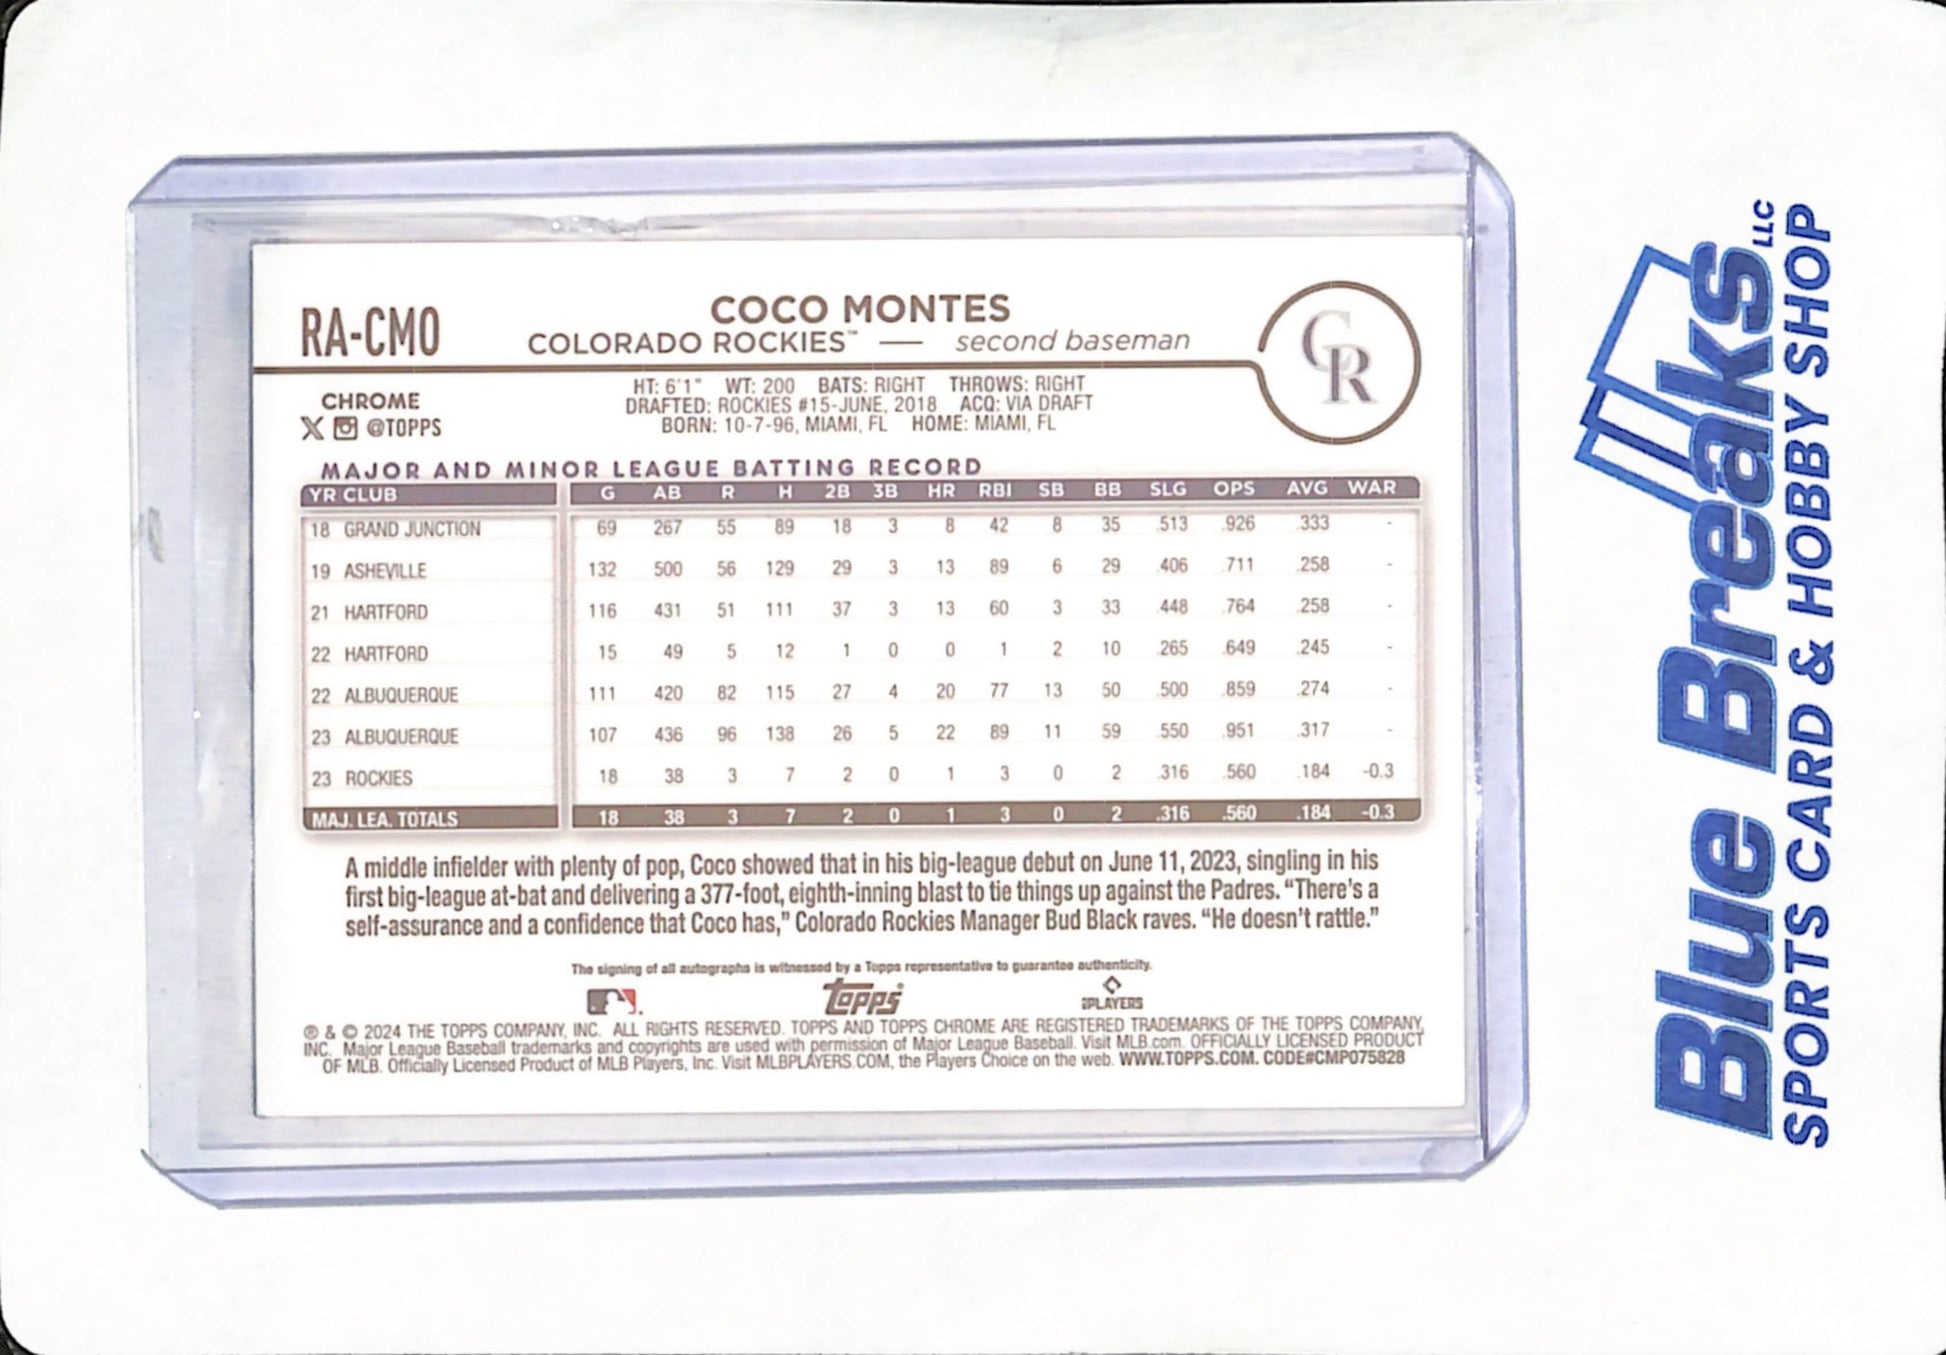 RA-CMO
COCO MONTES
COLORADO ROCKIES™ — second baseman
CR
CHROME
@TOPPS
HT: 6'1" WT: 200 BATS: RIGHT THROWS: RIGHT
DRAFTED: ROCKIES #15-JUNE, 2018 ACQ: VIA DRAFT
BORN: 10-7-96, MIAMI, FL HOME: MIAMI, FL
MAJOR AND MINOR LEAGUE BATTING RECORD
YR CLUB G AB R H 2B 3B HR RBI SB BB SLG OPS AVG WAR
18 GRAND JUNCTION 69 267 55 89 18 3 8 42 8 35 .513 .926 .333 -
19 ASHEVILLE 132 500 56 129 29 3 13 89 6 29 .406 .711 .258 -
21 HARTFORD 116 431 51 111 37 3 13 60 3 33 .448 .764 .258 -
22 HARTFORD 15 49 5 12 1 0 0 1 2 10 .265 .649 .245 -
22 ALBUQUERQUE 111 420 82 115 27 4 20 77 13 50 .500 .859 .274 -
23 ALBUQUERQUE 107 436 96 138 26 5 22 89 11 59 .550 .951 .317 -
23 ROCKIES 18 38 3 7 2 0 1 3 0 2 .316 .560 .184 -0.3
MAJ. LEA. TOTALS 18 38 3 7 2 0 1 3 0 2 .316 .560 .184 -0.3
A middle infielder with plenty of pop, Coco showed that in his big-league debut on June 11, 2023, singling in his
first big-league at-bat and delivering a 377-foot, eighth-inning blast to tie things up against the Padres. “There’s a
self-assurance and a confidence that Coco has,” Colorado Rockies Manager Bud Black raves. “He doesn’t rattle.”
The signing of all autographs is witnessed by a Topps representative to guarantee authenticity.
Topps
PLAYERS
® & © 2024 THE TOPPS COMPANY, INC. ALL RIGHTS RESERVED. TOPPS AND TOPPS CHROME ARE REGISTERED TRADEMARKS OF THE TOPPS COMPANY,
INC. Major League Baseball trademarks and copyrights are used with permission of Major League Baseball. Visit MLB.com. OFFICIALLY LICENSED PRODUCT
OF MLB. Officially Licensed Product of MLB Players, Inc. Visit MLBPLAYERS.COM, the Players Choice on the web. WWW.TOPPS.COM. CODE#CMP075828
Blue Breaks LLC
SPORTS CARD & HOBBY SHOP